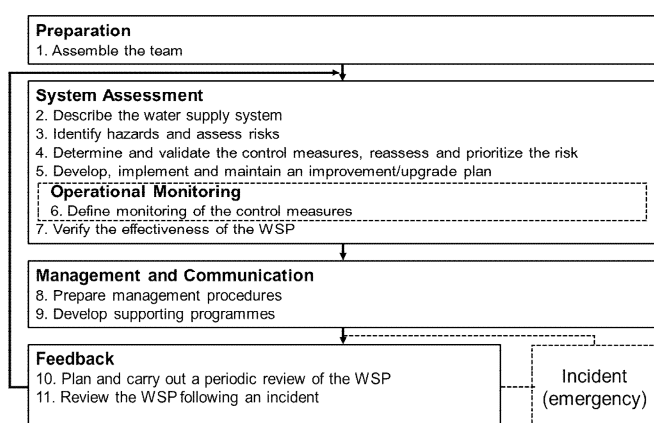 Preparation
1. Assemble the team
System Assessment
2. Describe the water supply system
3. Identify hazards and assess risks
4. Determine and validate the control measures, reassess and prioritize the risk
5. Develop, implement and maintain an improvement/upgrade plan
Operational Monitoring
6. Define monitoring of the control measures
7. Verify the effectiveness of the WSP
Management and Communication
8. Prepare management procedures
9. Develop supporting programmes
Feedback
10. Plan and carry out a periodic review of the WSP
11. Review the WSP following an incident
Incident
(emergency)